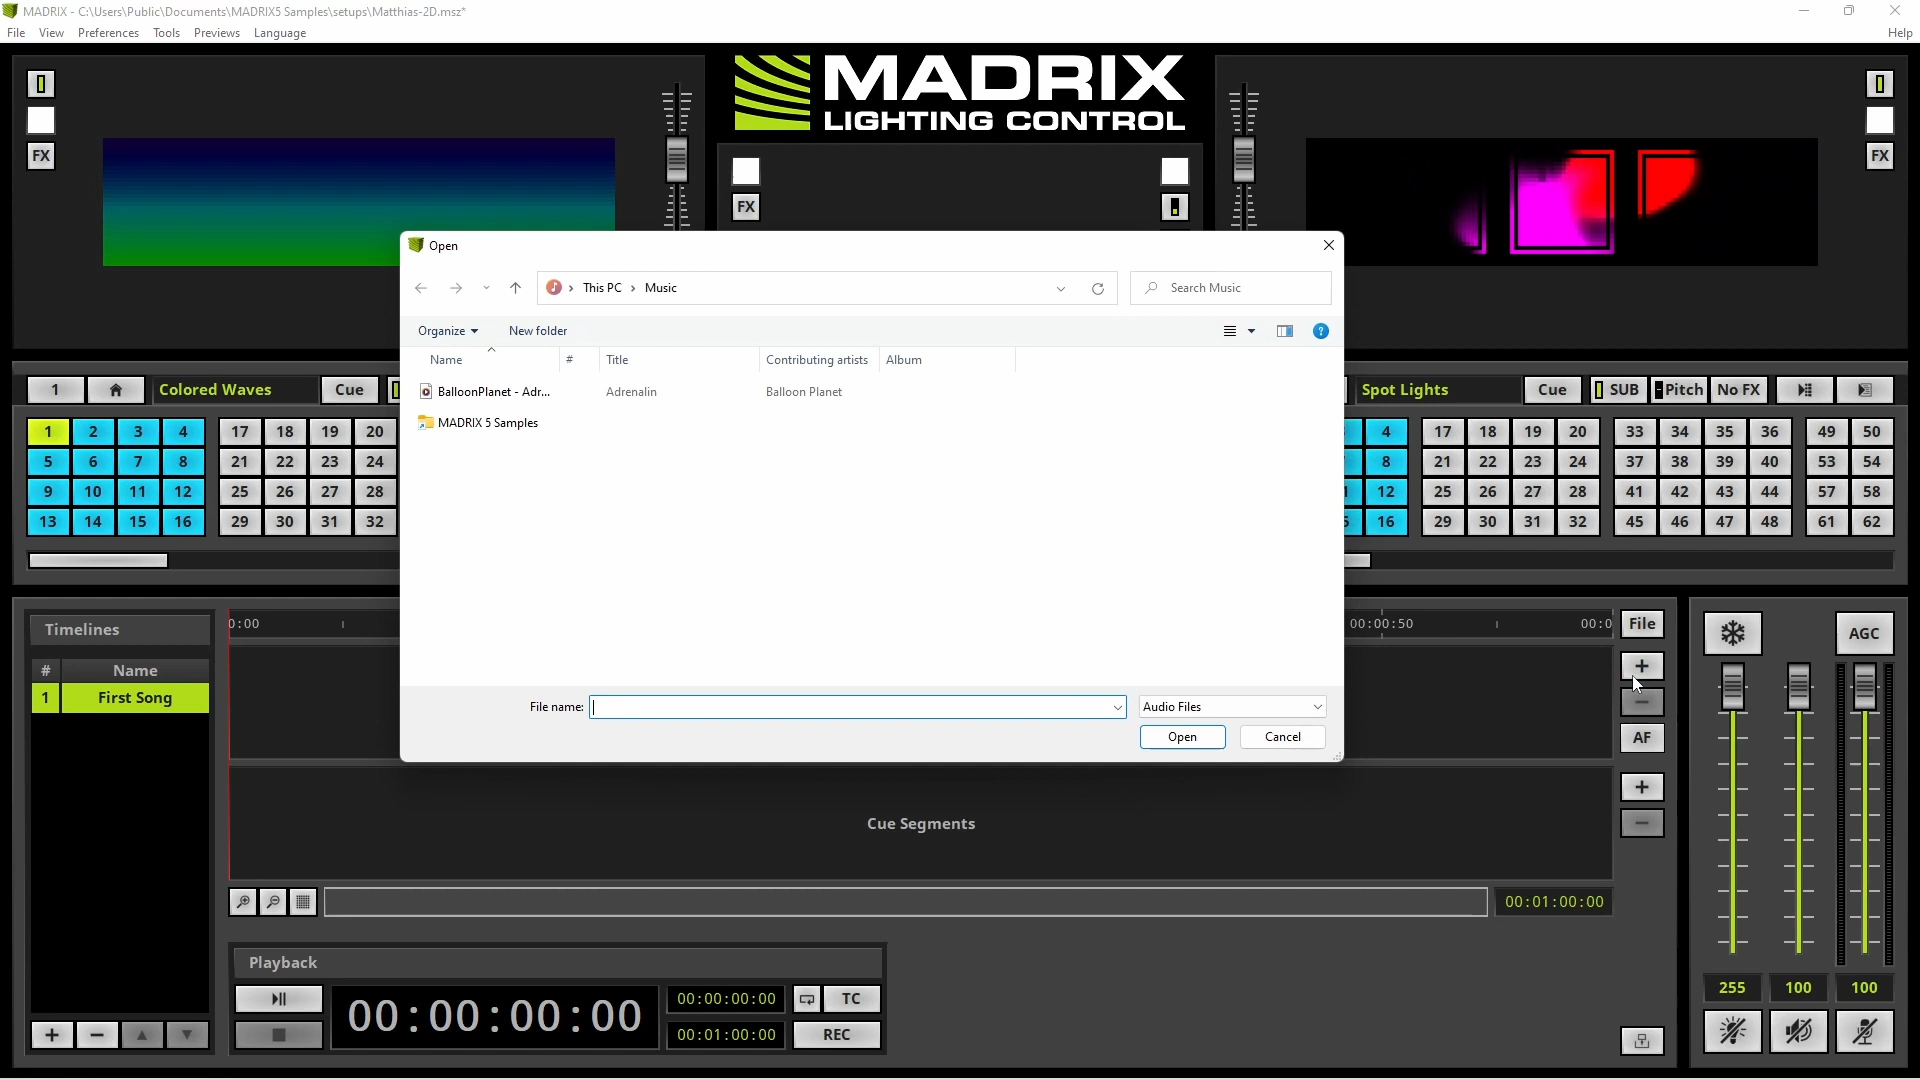 MADRIX - C:\Users\Public\Documents\MADRIX5 Samples\setups\Matthias-2D.msz*
File View Preferences Tools Previews Language Help
MADRIX
LIGHTING CONTROL
FX FX FX
Open
This PC > Music
Search Music
Organize New folder ?
Name # Title Contributing artists Album
BalloonPlanet - Adr... Adrenalin Balloon Planet
MADRIX 5 Samples
File name: Audio Files
Open Cancel
1 Colored Waves Cue
1 2 3 4 17 18 19 20
5 6 7 8 21 22 23 24
9 10 11 12 25 26 27 28
13 14 15 16 29 30 31 32
Spot Lights Cue SUB Pitch No FX
4 17 18 19 20 33 34 35 36 49 50
8 21 22 23 24 37 38 39 40 53 54
12 25 26 27 28 41 42 43 44 57 58
16 29 30 31 32 45 46 47 48 61 62
Timelines
# Name
1 First Song
0:00 00:00:50 00:0
File
+
-
AF
+
-
Cue Segments
00:01:00:00
Playback
00:00:00:00
00:00:00:00 TC
00:01:00:00 REC
+ -
AGC
255 100 100